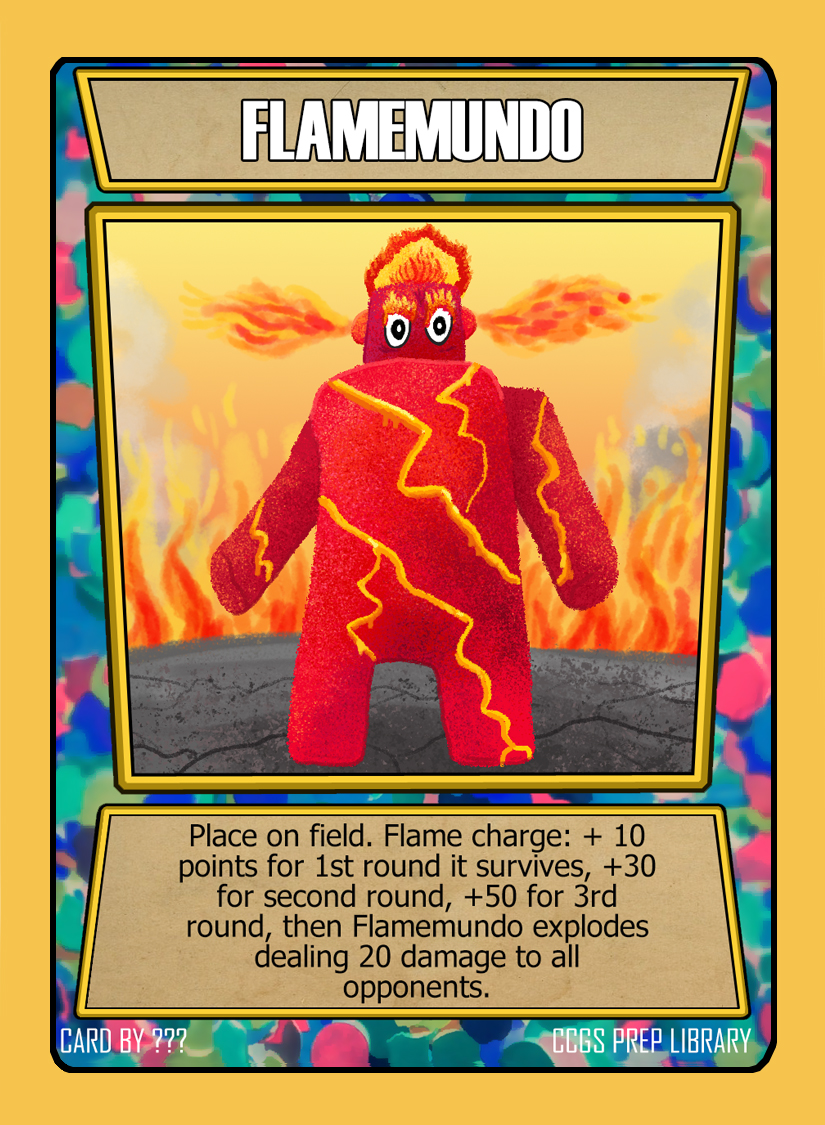 FLAMEMUNDO
Place on field. Flame charge: + 10
points for 1st round it survives, +30
for second round, +50 for 3rd
round, then Flamemundo explodes
dealing 20 damage to all
opponents.
CARD BY ???
CCGS PREP LIBRARY